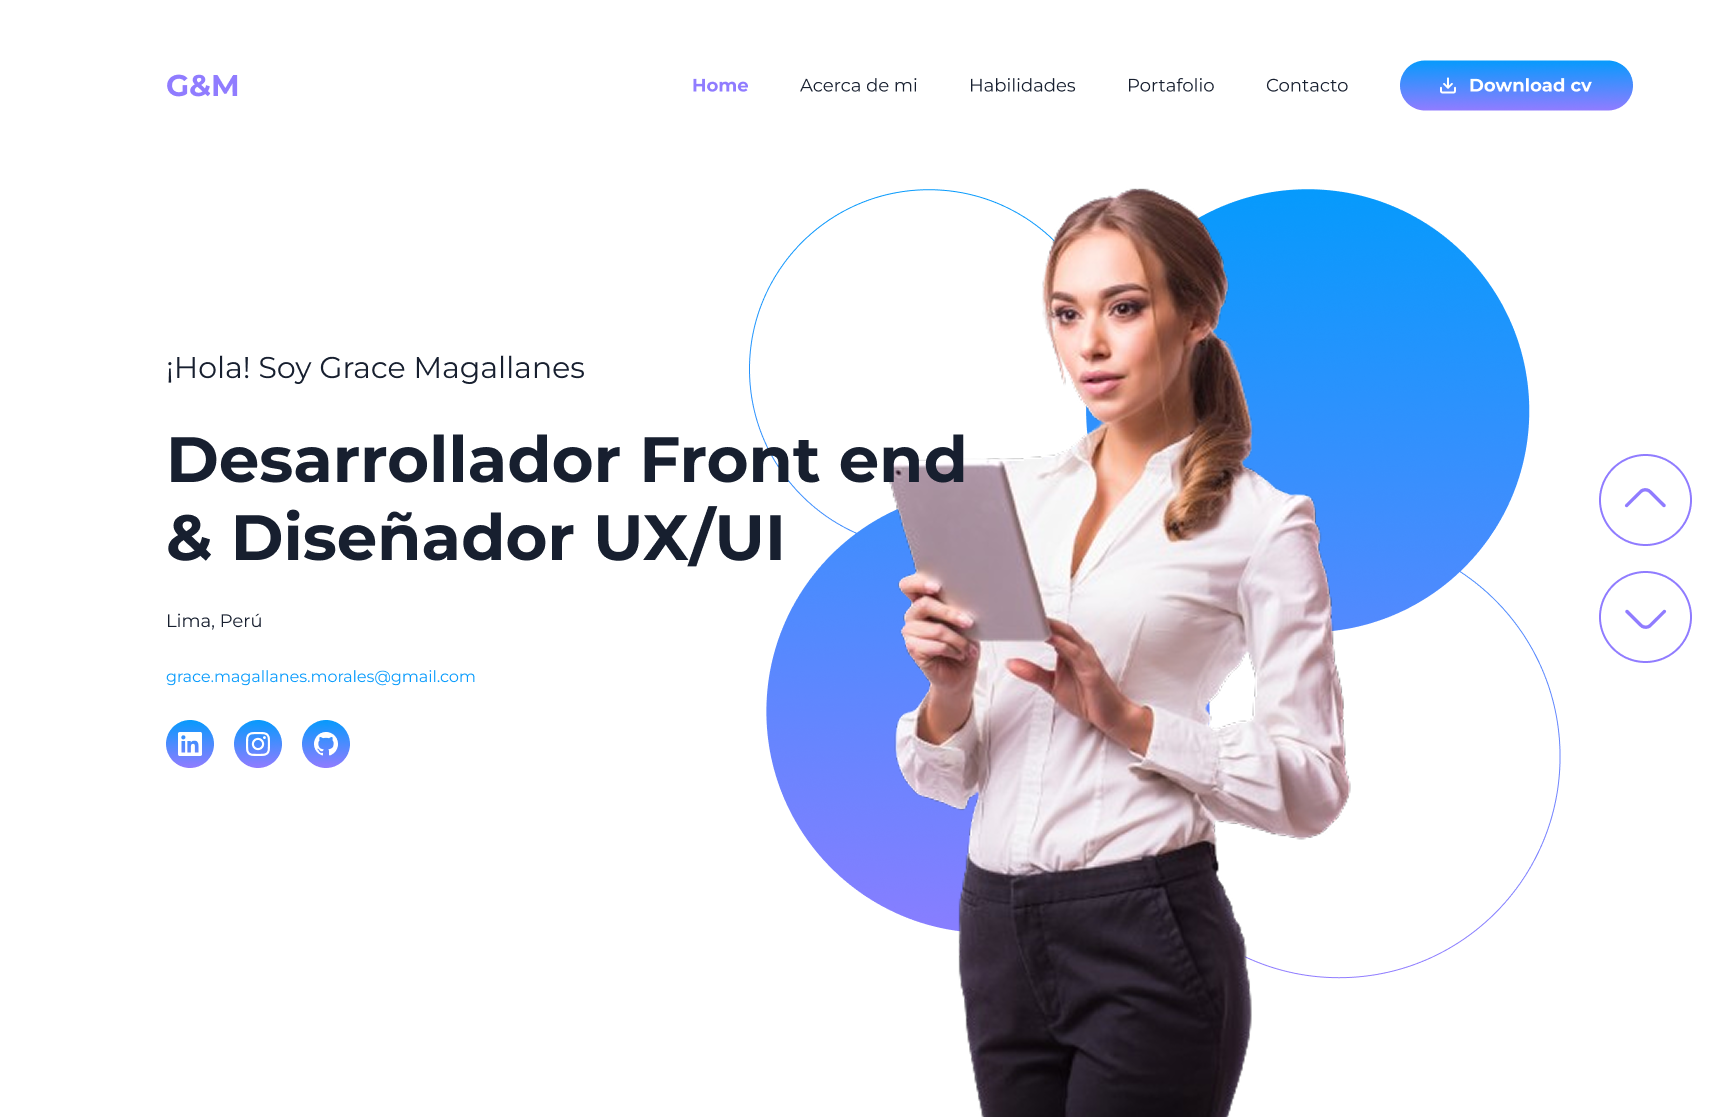 G&M
Home
Acerca de mi
Habilidades
Portafolio
Contacto
Download cv
¡Hola! Soy Grace Magallanes
Desarrollador Front end
& Diseñador UX/UI
Lima, Perú
grace.magallanes.morales@gmail.com
in